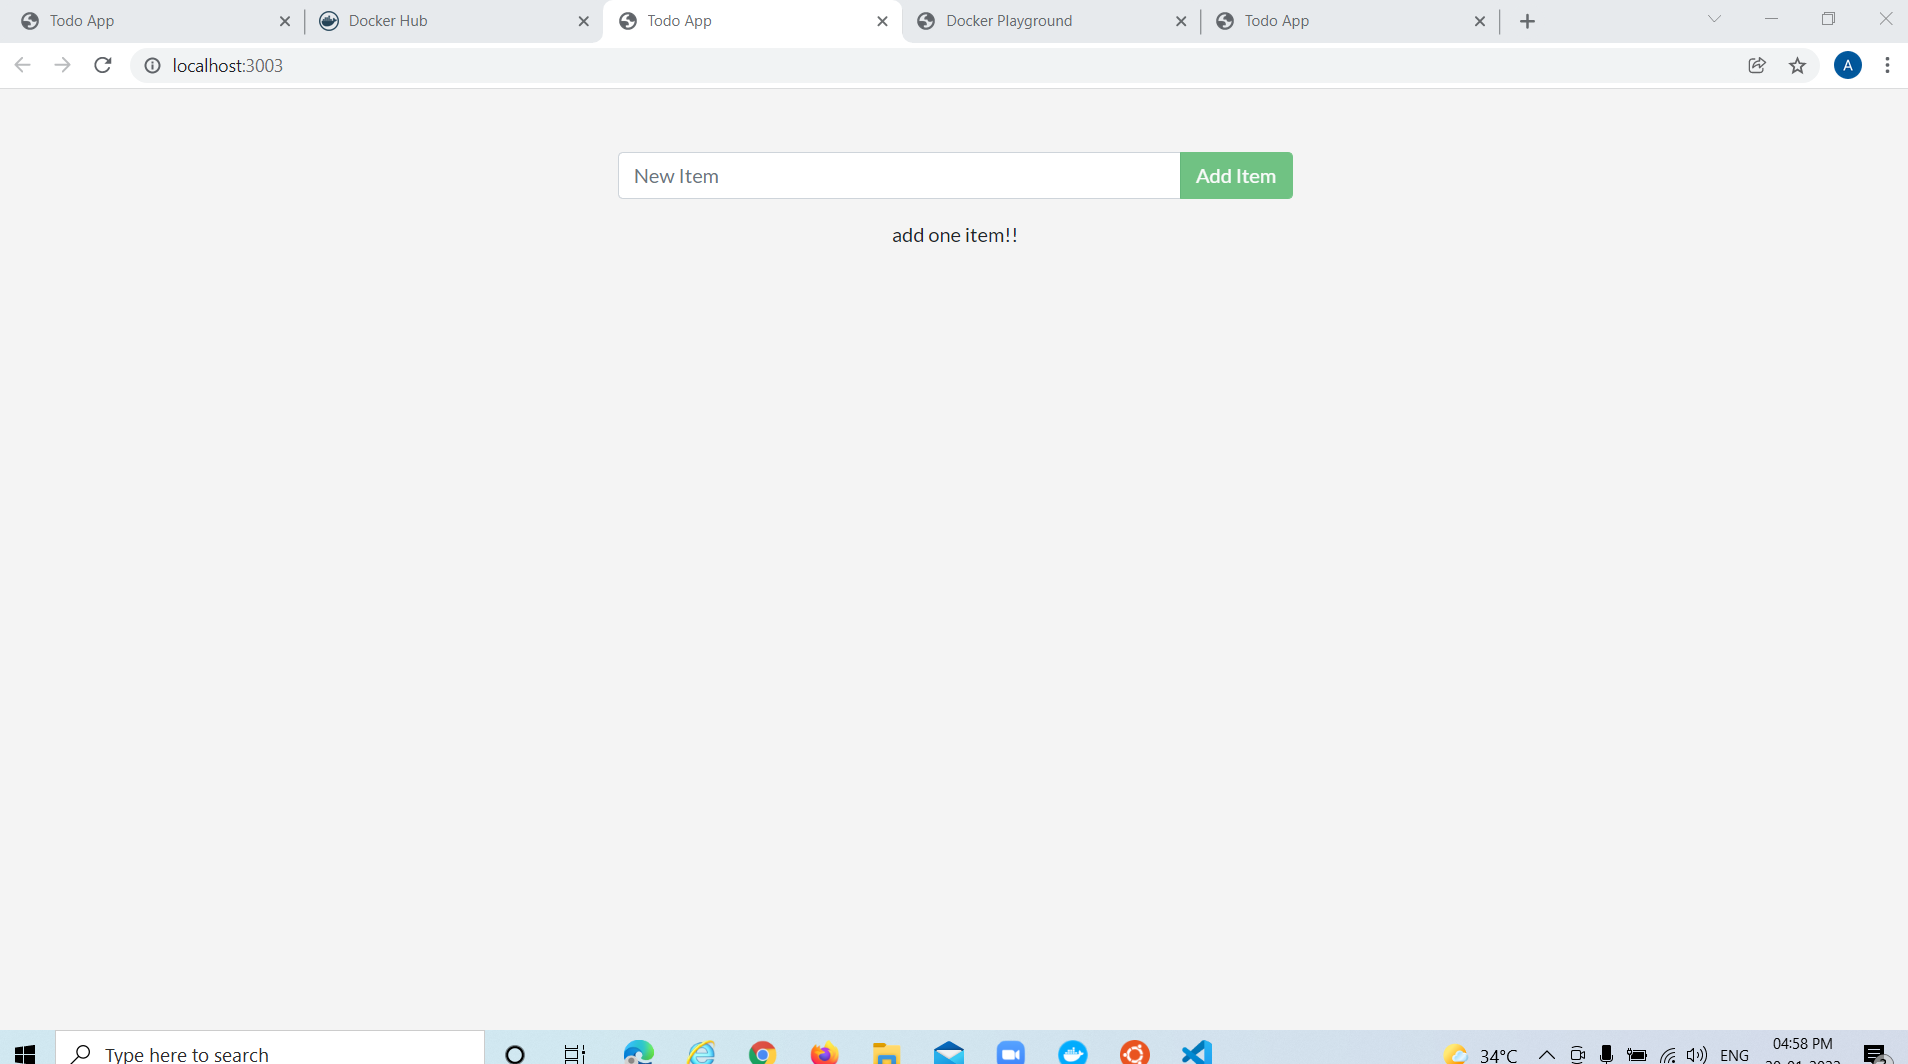 Todo App
Docker Hub
Todo App
Docker Playground
Todo App
localhost:3003
A
New Item
Add Item
add one item!!
Type here to search
34°C
ENG
04:58 PM